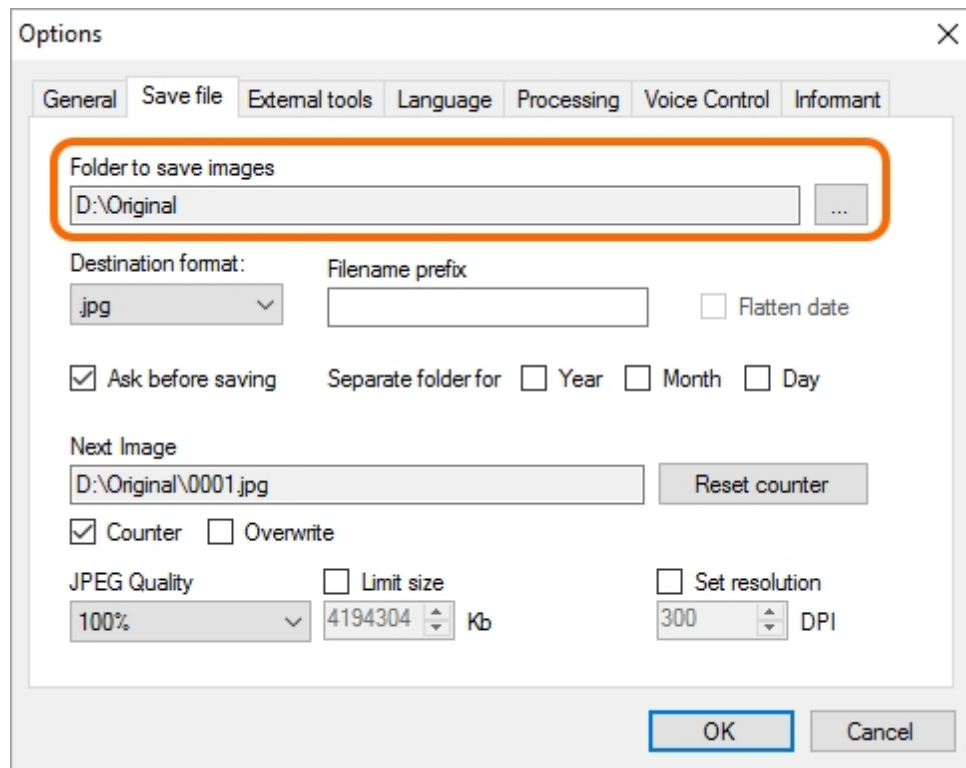 Options
General Save file External tools Language Processing Voice Control Informant
Folder to save images
D:\Original ...
Destination format: Filename prefix
.jpg Flatten date
Ask before saving Separate folder for Year Month Day
Next Image
D:\Original\0001.jpg Reset counter
Counter Overwrite
JPEG Quality Limit size Set resolution
100% 4194304 Kb 300 DPI
OK Cancel